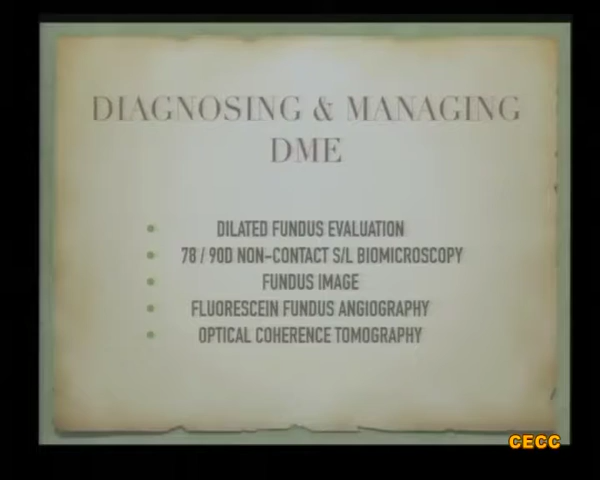 DIAGNOSING & MANAGING
DME
• DILATED FUNDUS EVALUATION
• 78 / 90D NON-CONTACT S/L BIOMICROSCOPY
• FUNDUS IMAGE
• FLUORESCEIN FUNDUS ANGIOGRAPHY
• OPTICAL COHERENCE TOMOGRAPHY
CECC